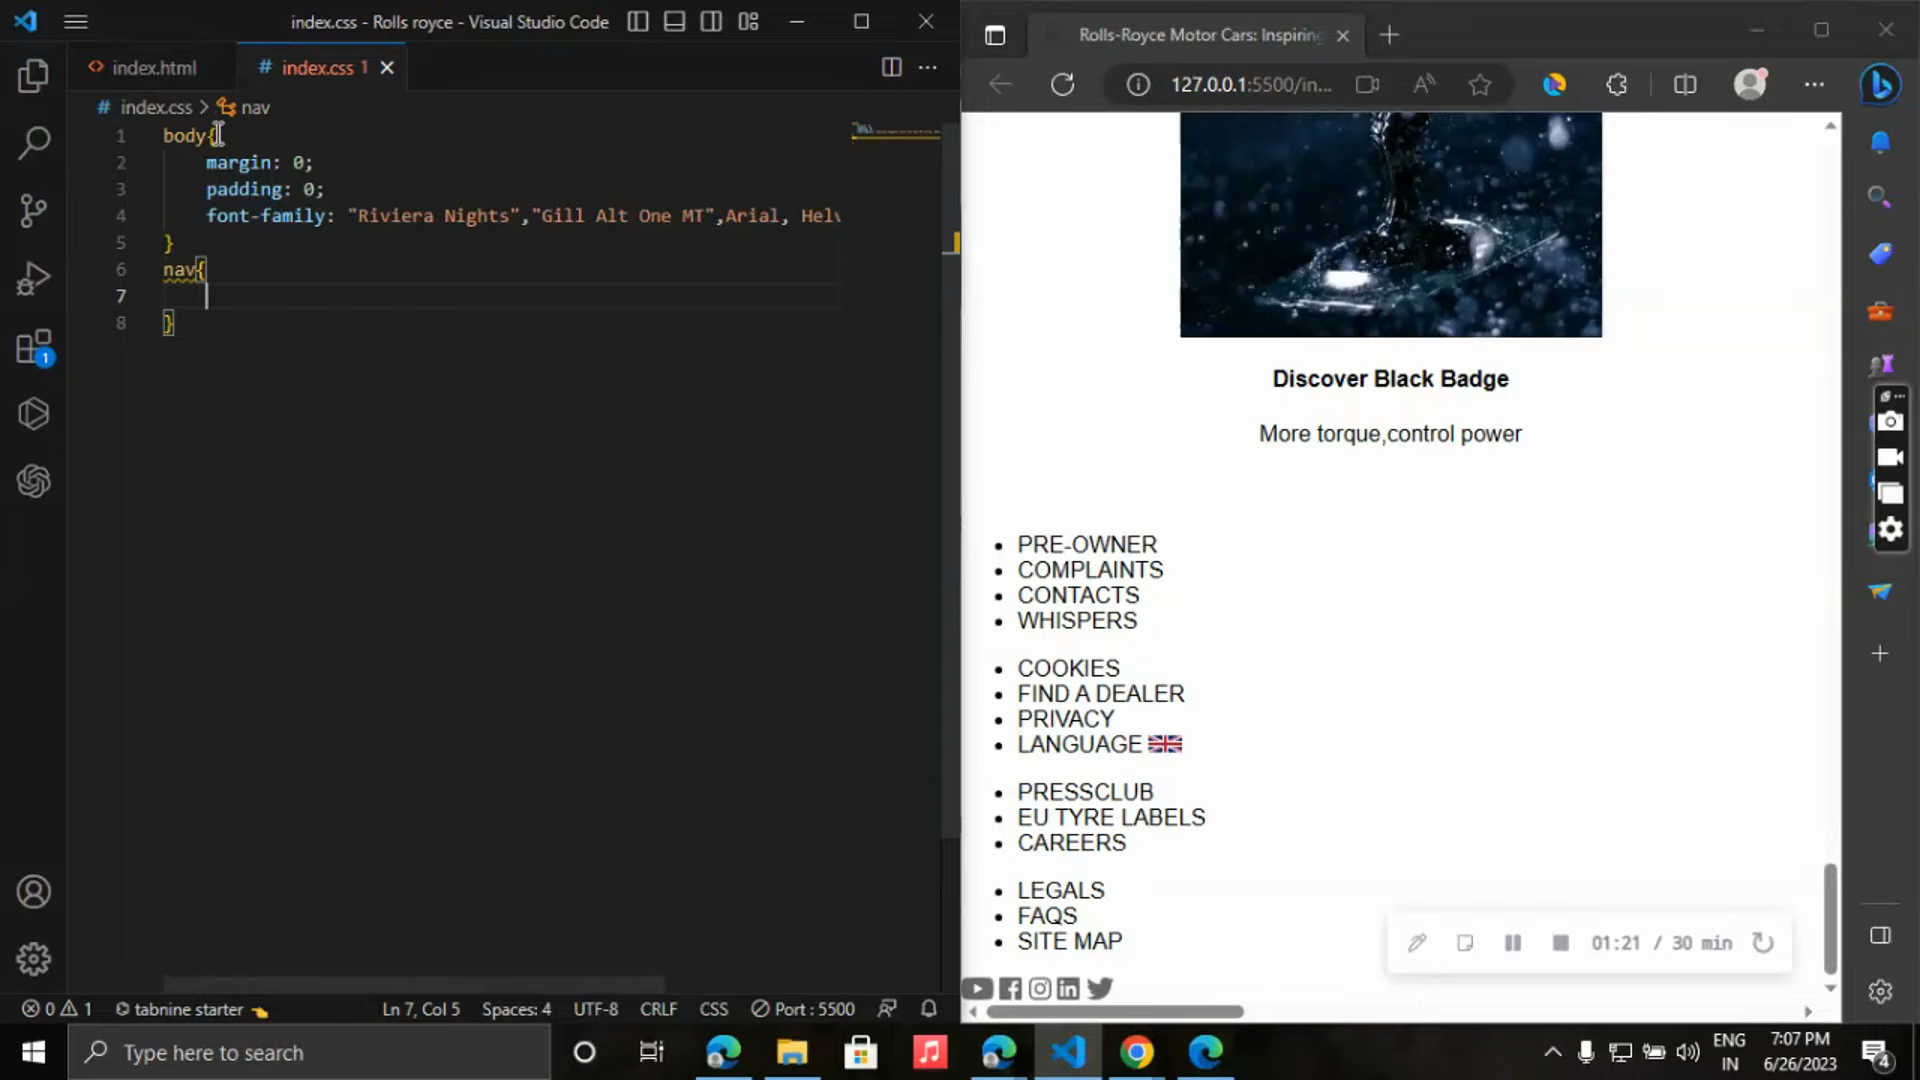 index.css - Rolls royce - Visual Studio Code
index.html
# index.css 1
# index.css > nav
1 body{
2 margin: 0;
3 padding: 0;
4 font-family: "Riviera Nights","Gill Alt One MT",Arial, Helv
5 }
6 nav{
7
8 }
1
0 1
tabnine starter
Ln 7, Col 5
Spaces: 4
UTF-8
CRLF
CSS
Port : 5500
Rolls-Royce Motor Cars: Inspiring
127.0.0.1:5500/in...
Discover Black Badge
More torque,control power
• PRE-OWNER
• COMPLAINTS
• CONTACTS
• WHISPERS
• COOKIES
• FIND A DEALER
• PRIVACY
• LANGUAGE
• PRESSCLUB
• EU TYRE LABELS
• CAREERS
• LEGALS
• FAQS
• SITE MAP
01:21 / 30 min
Type here to search
ENG
IN
7:07 PM
6/26/2023
4